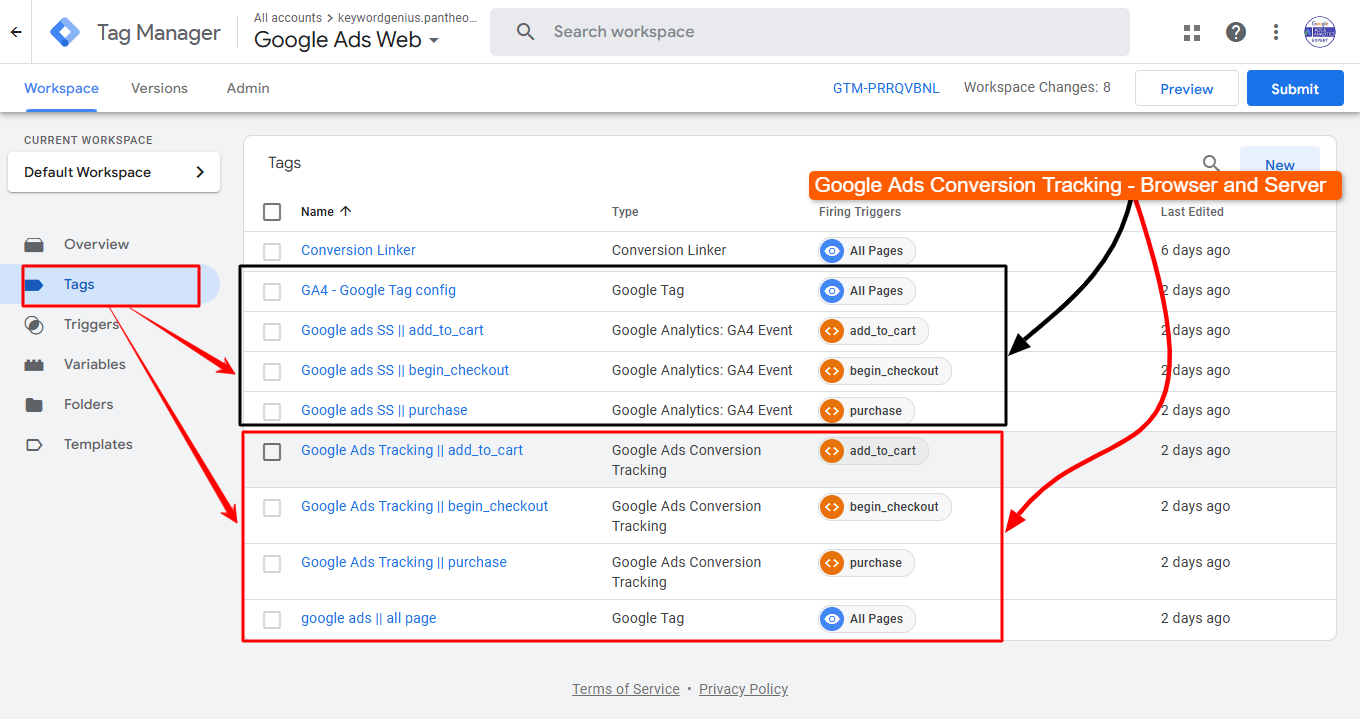 All accounts > keywordgenius.pantheo...
Tag Manager
Google Ads Web
Search workspace
Workspace Versions Admin
GTM-PRRQVBNL Workspace Changes: 8 Preview Submit
CURRENT WORKSPACE
Default Workspace
Overview
Tags
Triggers
Variables
Folders
Templates
Tags
New
Google Ads Conversion Tracking - Browser and Server
Name Type Firing Triggers Last Edited
Conversion Linker Conversion Linker All Pages 6 days ago
GA4 - Google Tag config Google Tag All Pages 2 days ago
Google ads SS || add_to_cart Google Analytics: GA4 Event add_to_cart 2 days ago
Google ads SS || begin_checkout Google Analytics: GA4 Event begin_checkout 2 days ago
Google ads SS || purchase Google Analytics: GA4 Event purchase 2 days ago
Google Ads Tracking || add_to_cart Google Ads Conversion add_to_cart 2 days ago
Tracking
Google Ads Tracking || begin_checkout Google Ads Conversion begin_checkout 2 days ago
Tracking
Google Ads Tracking || purchase Google Ads Conversion purchase 2 days ago
Tracking
google ads || all page Google Tag All Pages 2 days ago
Terms of Service • Privacy Policy